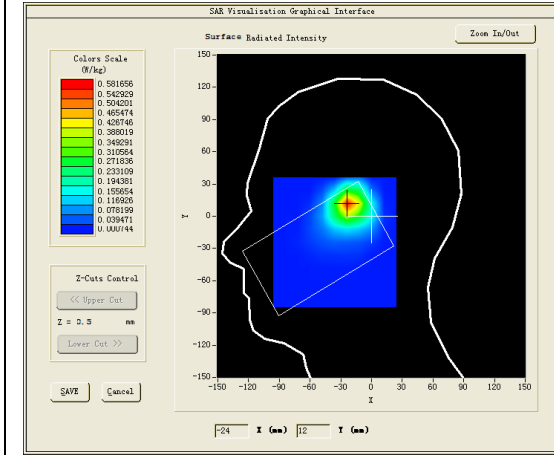 SAR Visualisation Graphical Interface
Surface Radiated Intensity
Zoom In/Out
Colors Scale
(W/kg)
0.581656
0.542929
0.504201
0.465474
0.426746
0.388019
0.349291
0.310564
0.271836
0.233109
0.194381
0.155654
0.116926
0.078199
0.039471
0.000744
Z-Cuts Control
<< Upper Cut
Z = 0.5 mm
Lower Cut >>
SAVE Cancel
150
120
90
60
30
0
-30
-60
-90
-120
-150
Y
-150 -120 -90 -60 -30 0 30 60 90 120 150
X
-24 X (mm) 12 Y (mm)